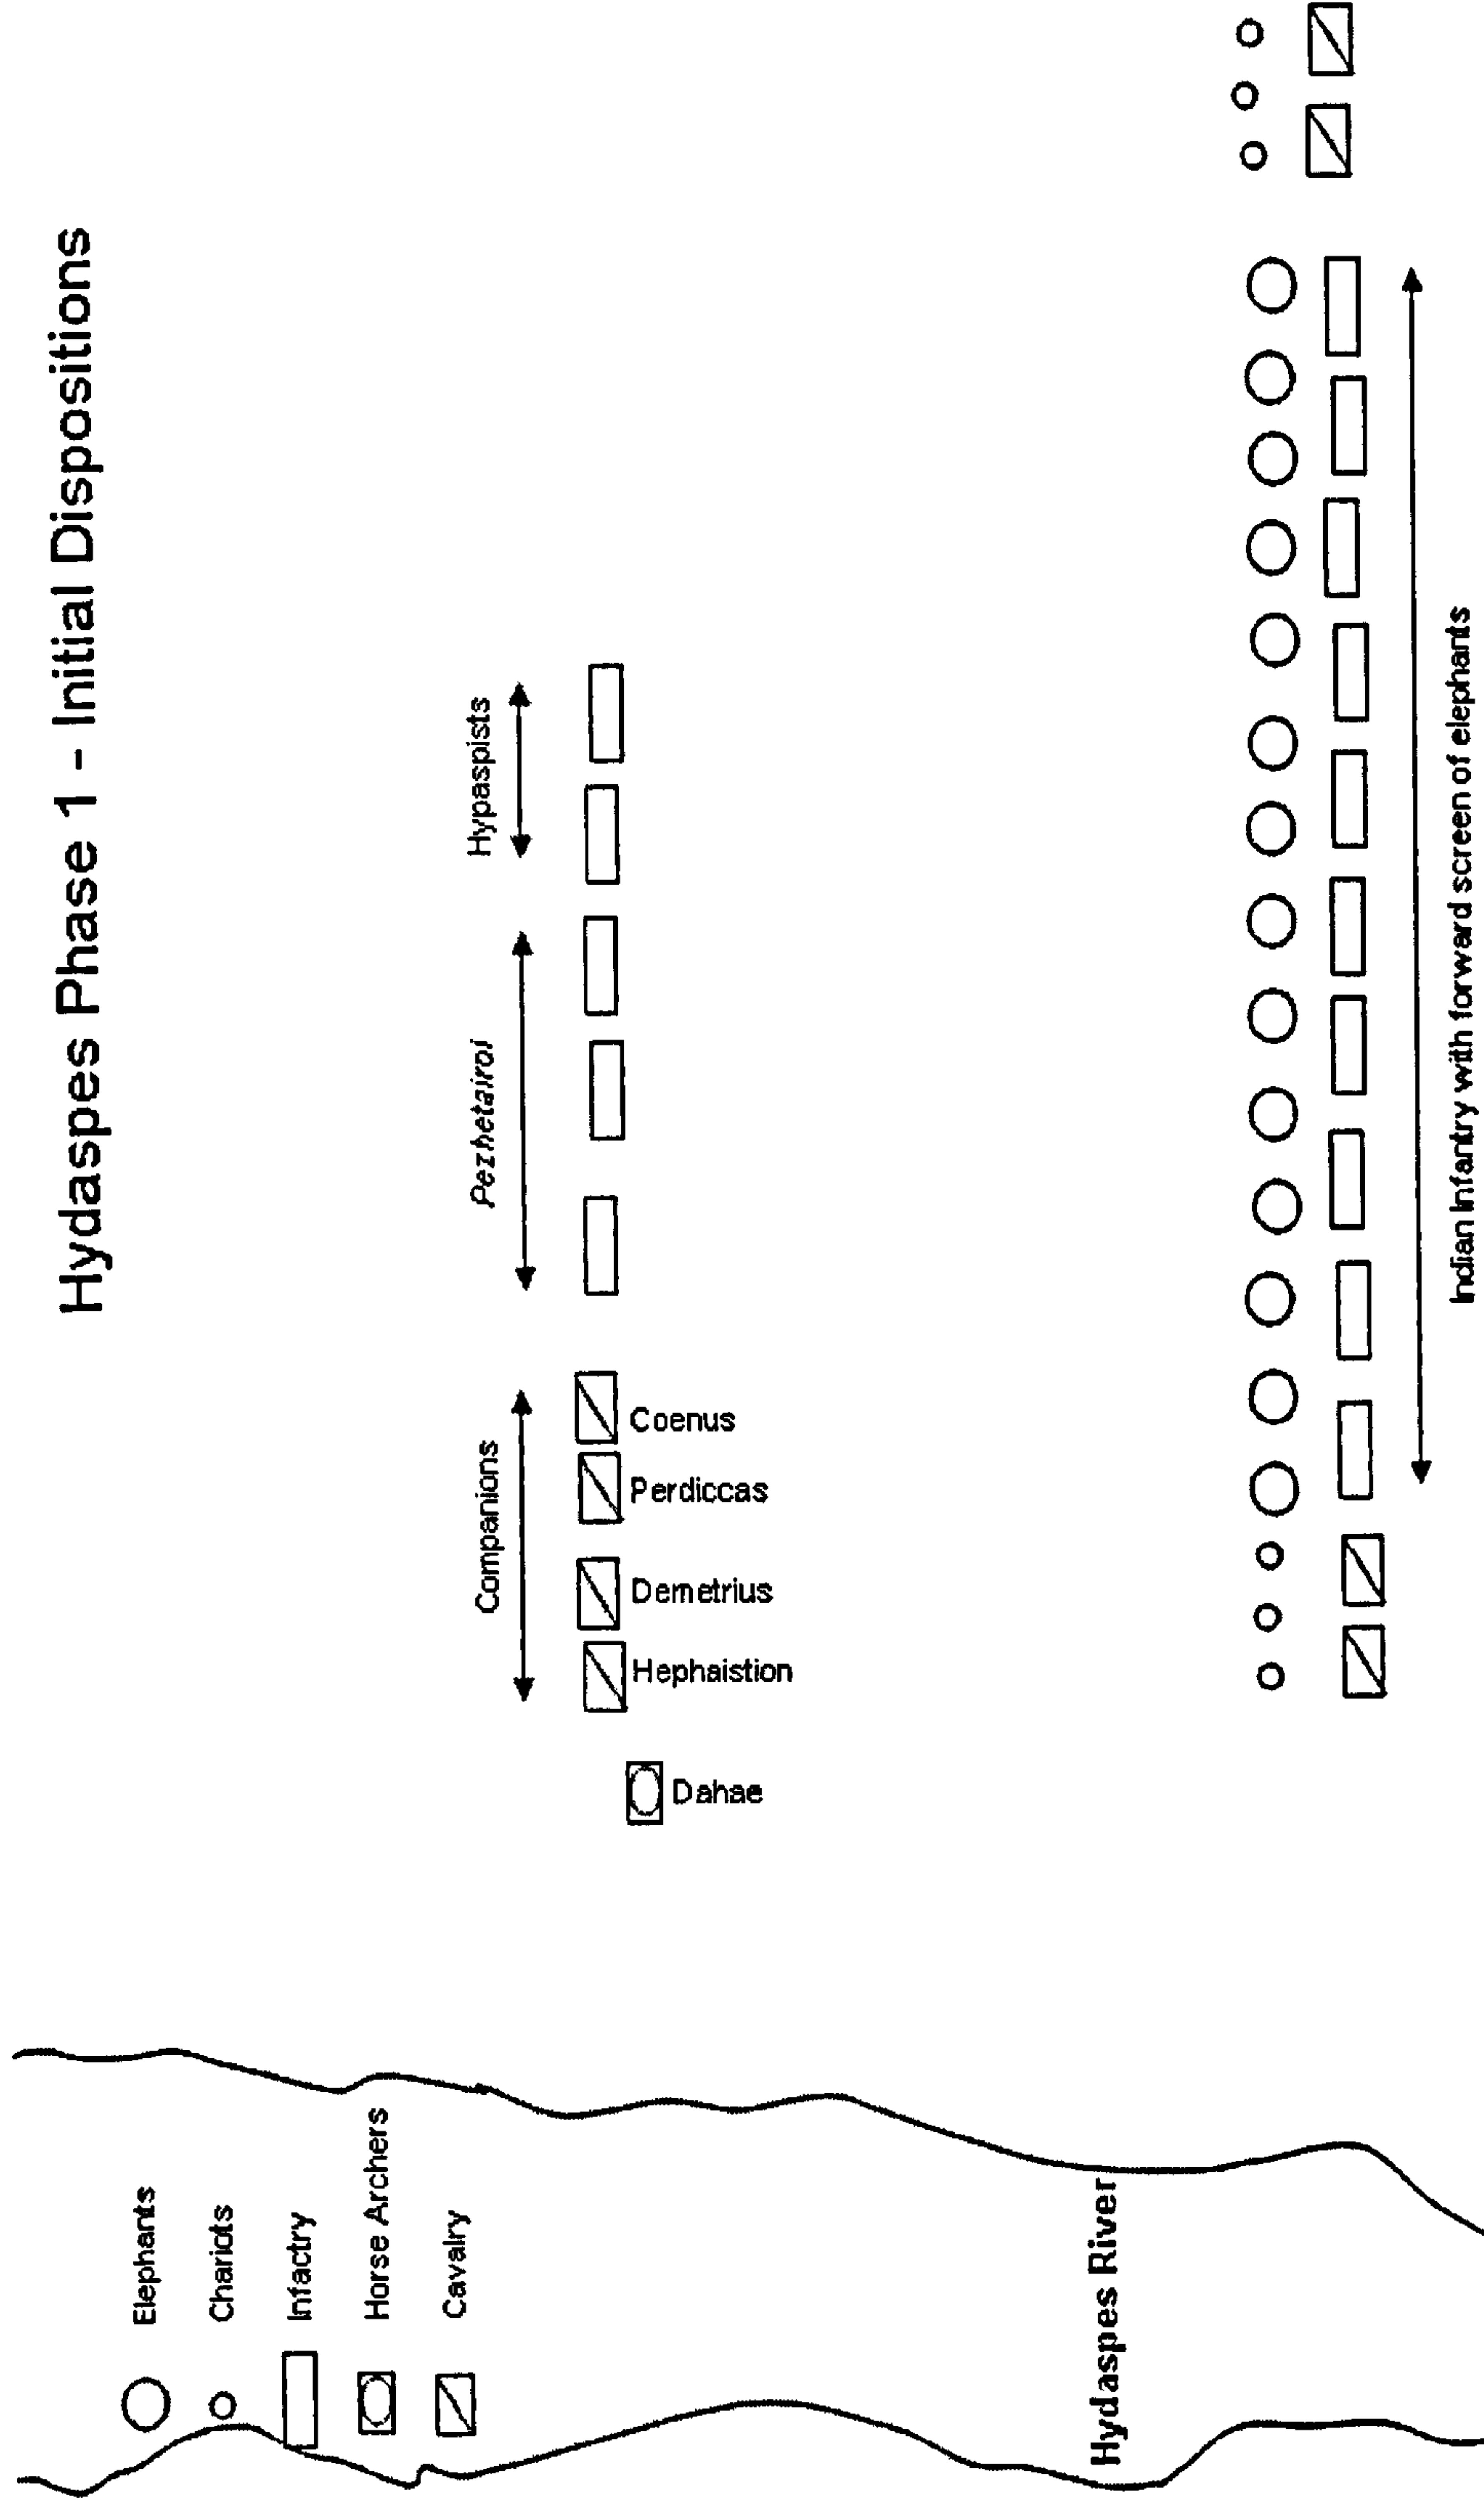 Hydaspes Phase 1 - Initial Dispositions
Elephants
Chariots
Infactry
Horse Archers
Cavalry
Companions
Pezhetairoi
Hypaspists
Dahae
Hephaistion
Demetrius
Perdiccas
Coenus
Hydaspes River
Indian Infantry with forward screen of elephants